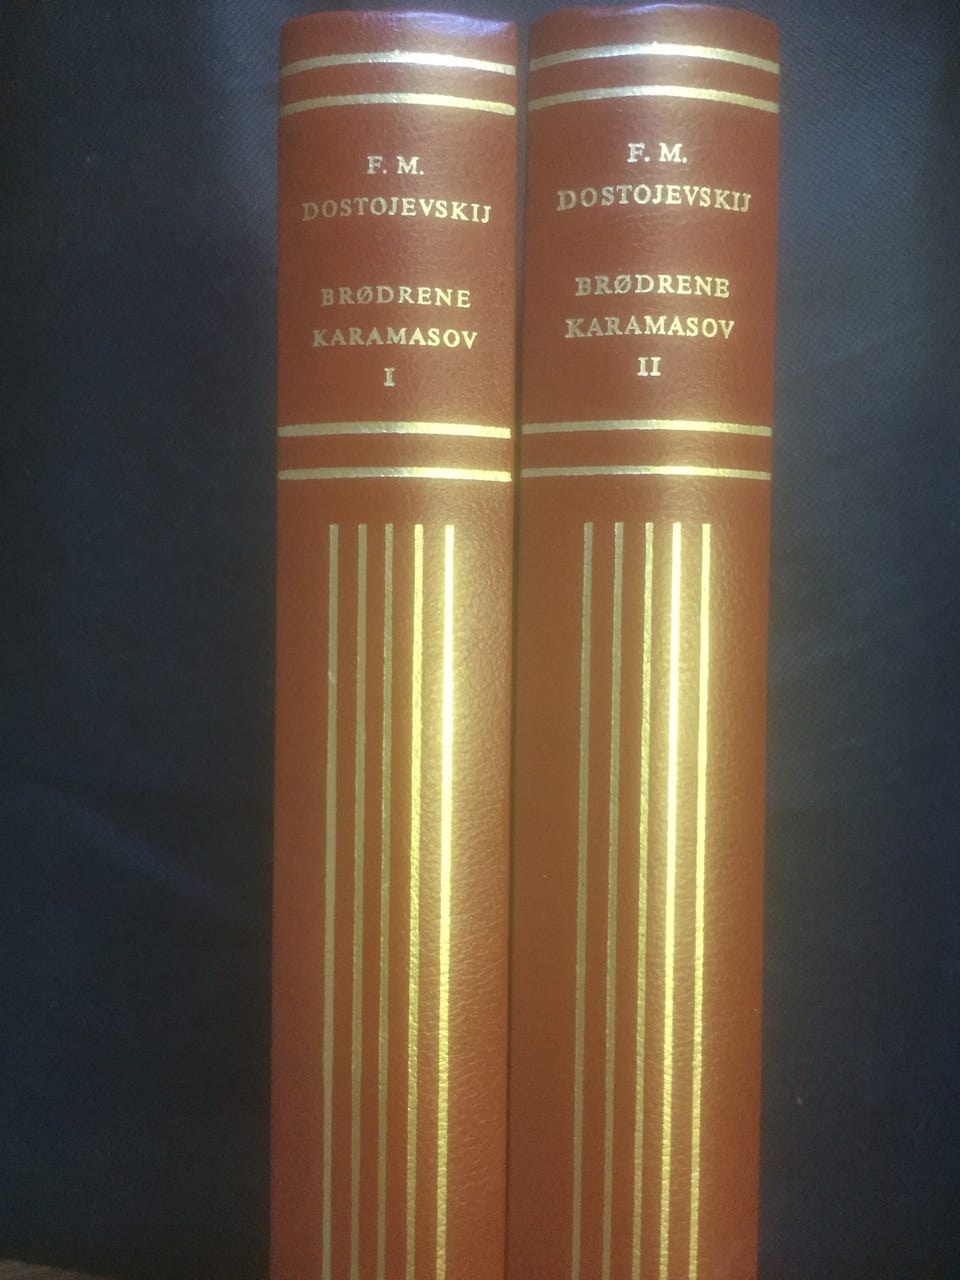 F. M.
DOSTOJEVSKIJ
BRØDRENE
KARAMASOV
I
F. M.
DOSTOJEVSKIJ
BRØDRENE
KARAMASOV
II